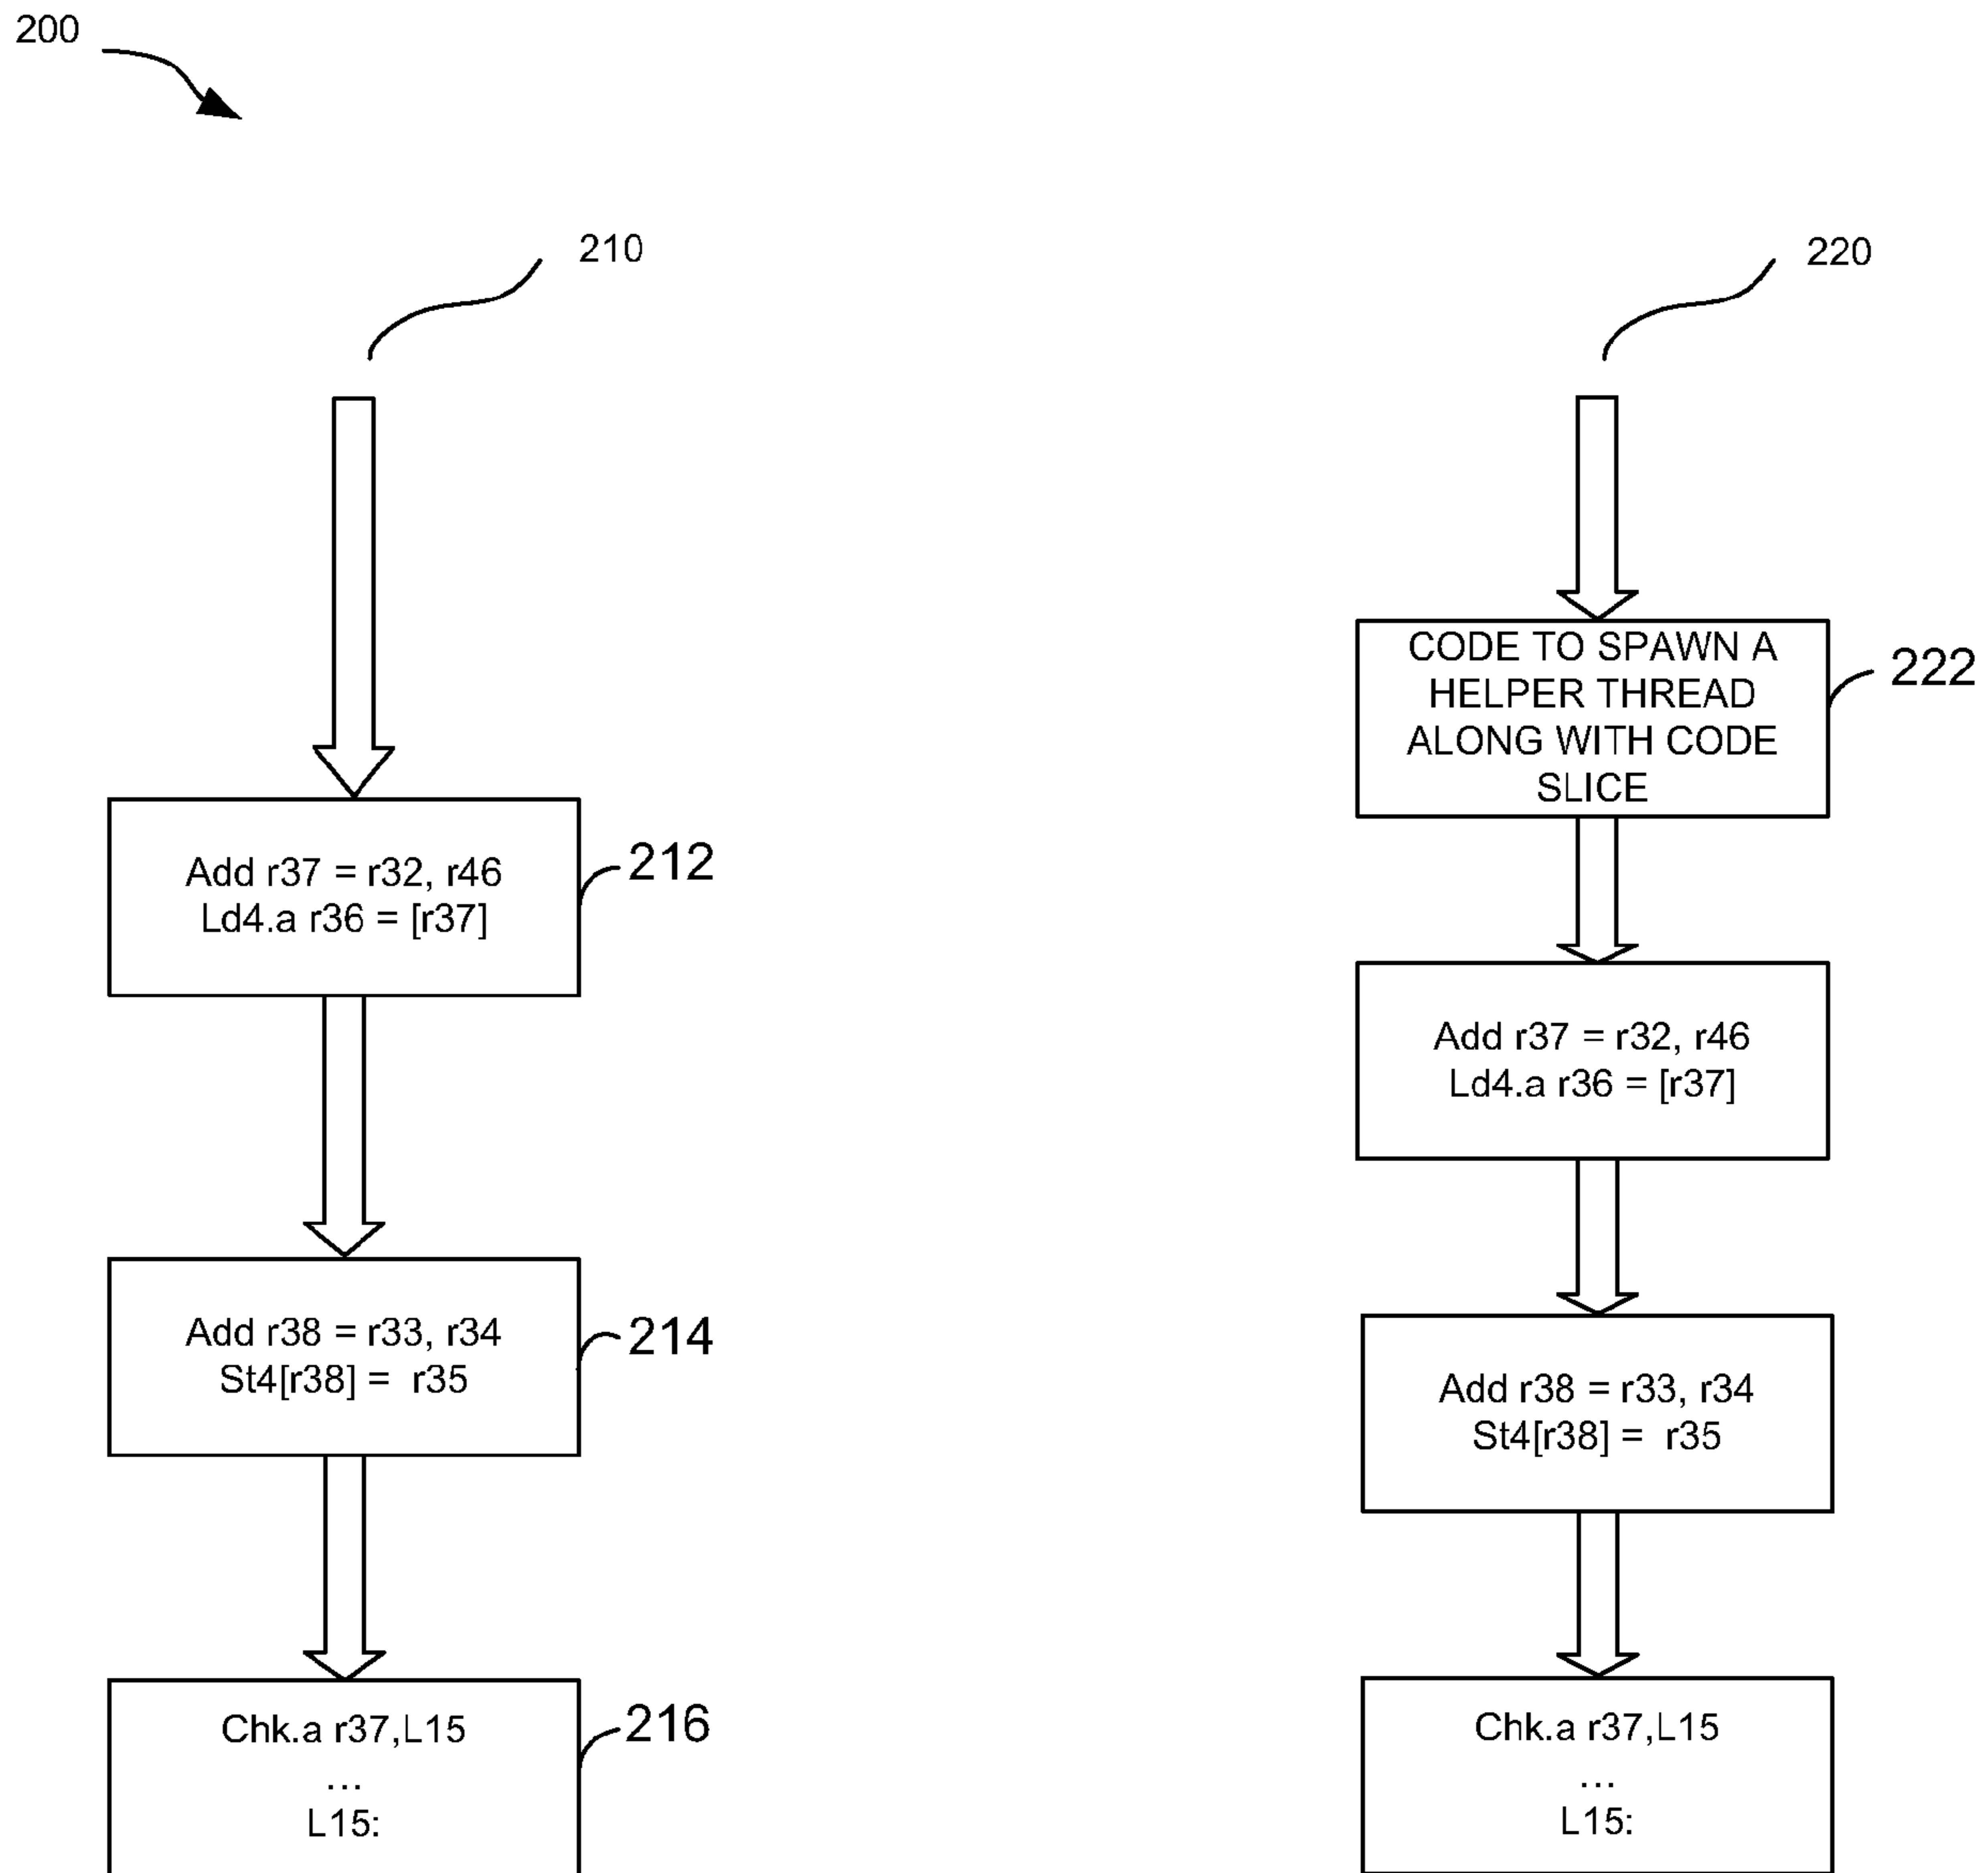 200
210
212
Add r37 = r32, r46
Ld4.a r36 = [r37]
214
Add r38 = r33, r34
St4[r38] =  r35
216
Chk.a r37,L15
...
L15:
220
222
CODE TO SPAWN A
HELPER THREAD
ALONG WITH CODE
SLICE
Add r37 = r32, r46
Ld4.a r36 = [r37]
Add r38 = r33, r34
St4[r38] =  r35
Chk.a r37,L15
...
L15: